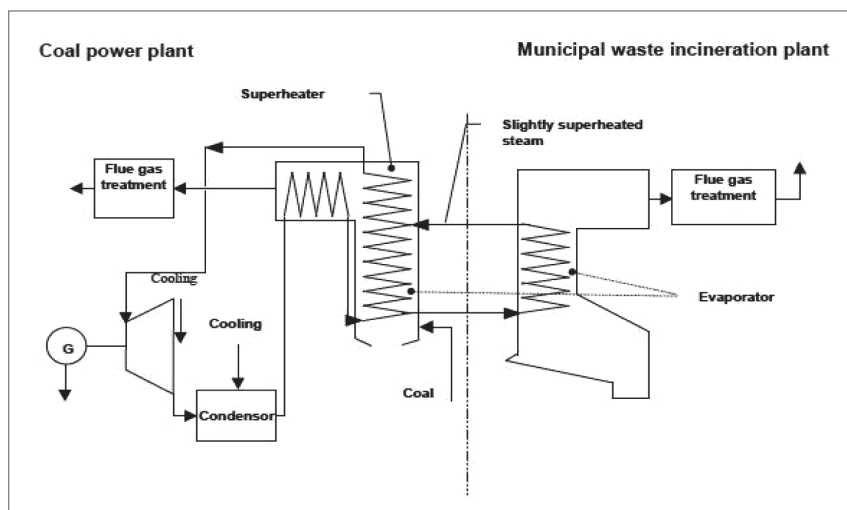 Coal power plant
Municipal waste incineration plant
Superheater
Slightly superheated
steam
Flue gas
treatment
Flue gas
treatment
Cooling
Cooling
Evaporator
G
Coal
Condensor